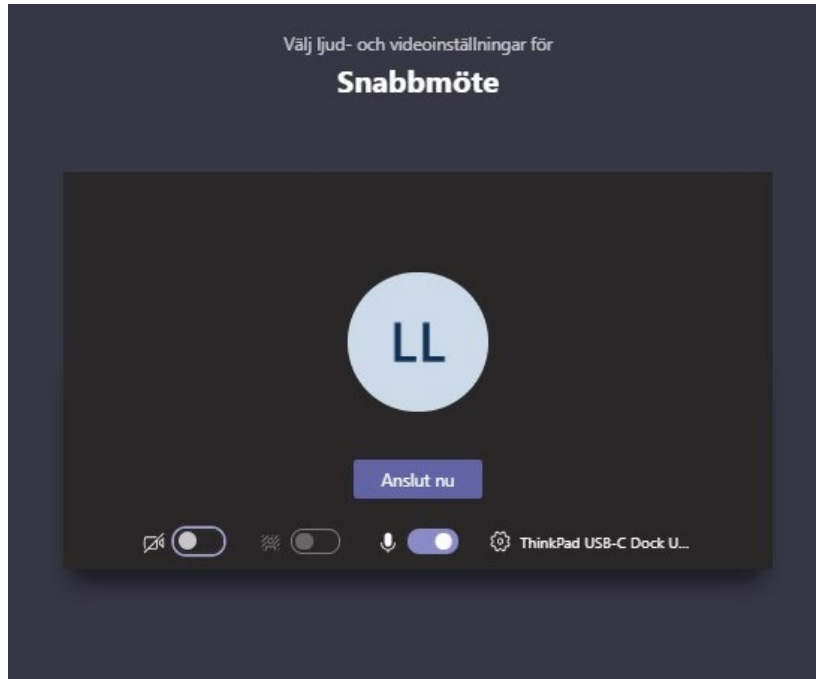 Välj ljud- och videoinställningar för
Snabbmöte
LL
Anslut nu
ThinkPad USB-C Dock U...